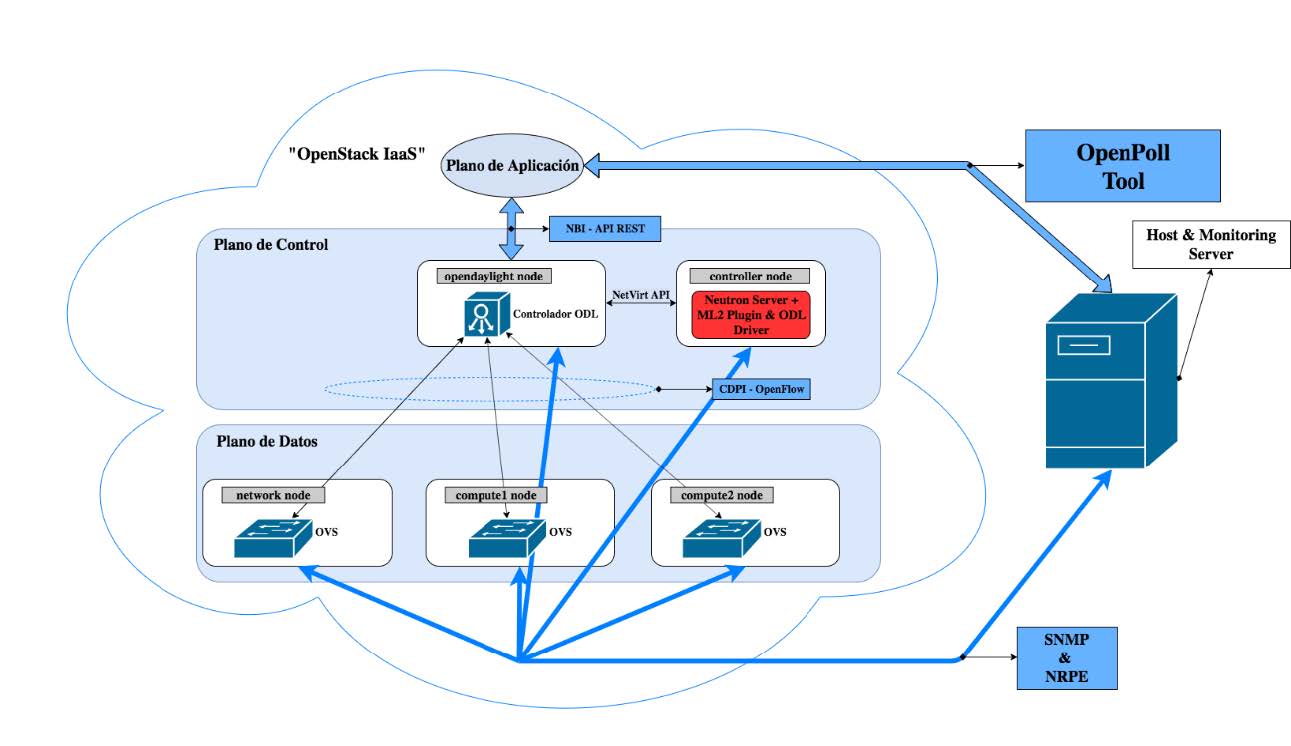 "OpenStack IaaS"
Plano de Aplicación
OpenPoll
Tool
NBI - API REST
Host & Monitoring
Server
Plano de Control
opendaylight node
controller node
Controlador ODL
NetVirt API
Neutron Server +
ML2 Plugin & ODL
Driver
CDPI - OpenFlow
Plano de Datos
network node
compute1 node
compute2 node
OVS
OVS
OVS
SNMP
&
NRPE